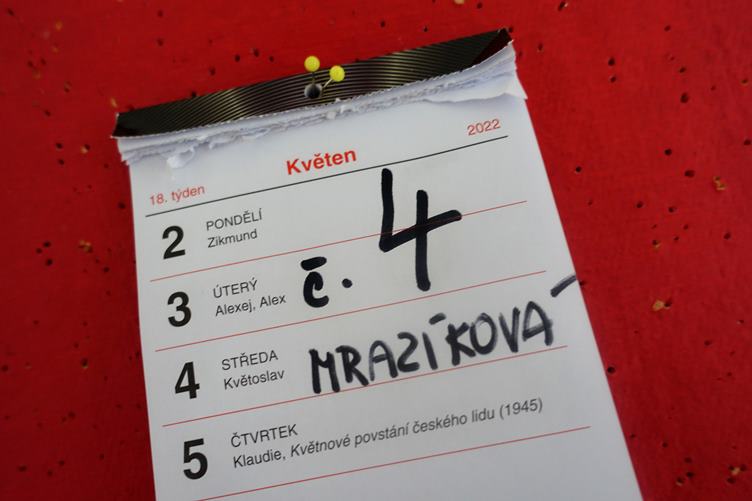 Květen
2022
18. týden
2 PONDĚLÍ
Zikmund
4
3 ÚTERÝ
Alexej, Alex
č.
4 STŘEDA
Květoslav
MRAZÍKOVÁ
5 ČTVRTEK
Klaudie, Květnové povstání českého lidu (1945)